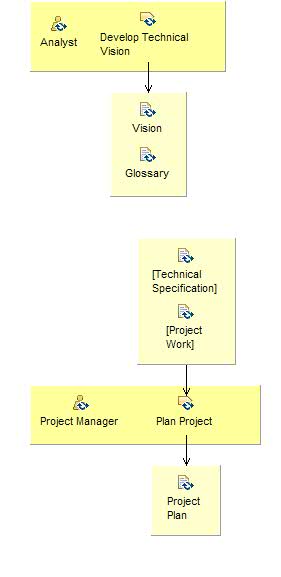 Analyst
Develop Technical
Vision
Vision
Glossary
[Technical
Specification]
[Project
Work]
Project Manager
Plan Project
Project
Plan